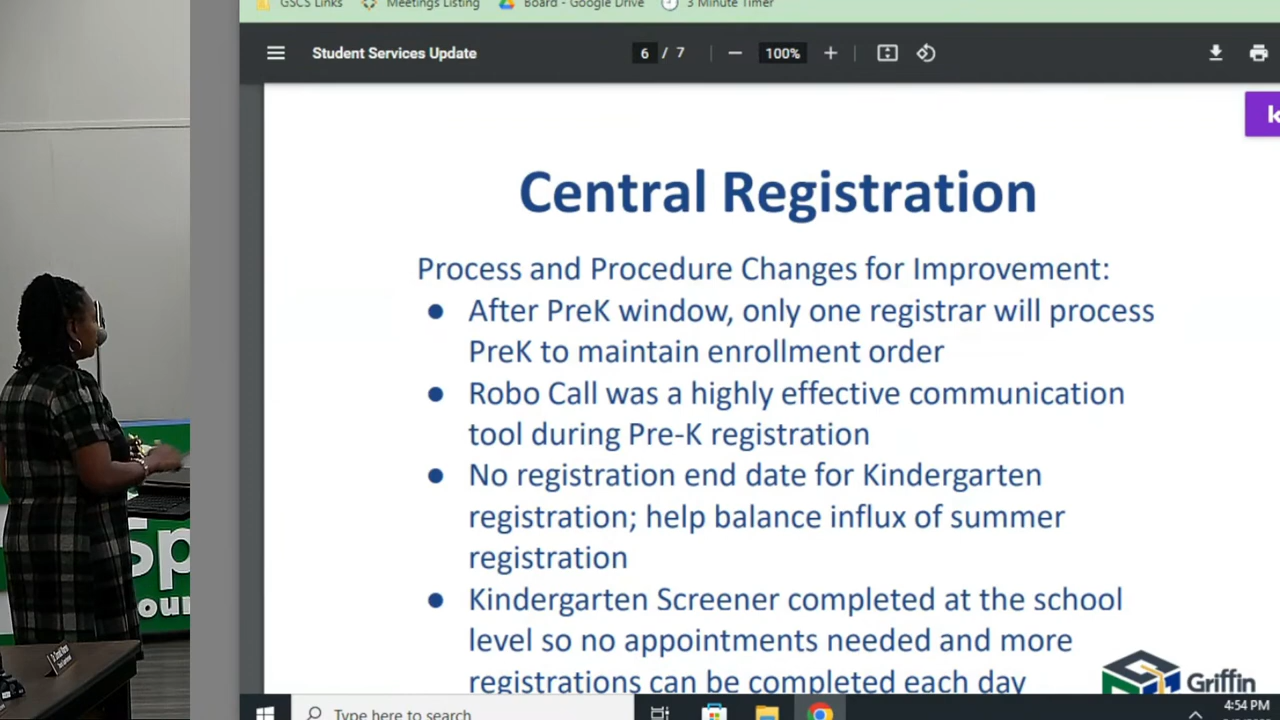 GSCS Links
Meetings Listing
Board - Google Drive
3 Minute Timer
Student Services Update
6 / 7
100%
Central Registration
Process and Procedure Changes for Improvement:
● After PreK window, only one registrar will process
PreK to maintain enrollment order
● Robo Call was a highly effective communication
tool during Pre-K registration
● No registration end date for Kindergarten
registration; help balance influx of summer
registration
● Kindergarten Screener completed at the school
level so no appointments needed and more
registrations can be completed each day
Griffin
Type here to search
4:54 PM
Sp
our